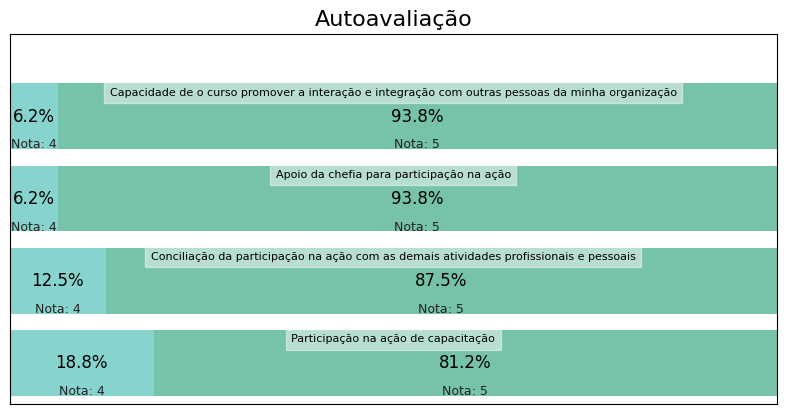 Autoavaliação
Capacidade de o curso promover a interação e integração com outras pessoas da minha organização
6.2% 93.8%
Nota: 4 Nota: 5
Apoio da chefia para participação na ação
6.2% 93.8%
Nota: 4 Nota: 5
Conciliação da participação na ação com as demais atividades profissionais e pessoais
12.5% 87.5%
Nota: 4 Nota: 5
Participação na ação de capacitação
18.8% 81.2%
Nota: 4 Nota: 5